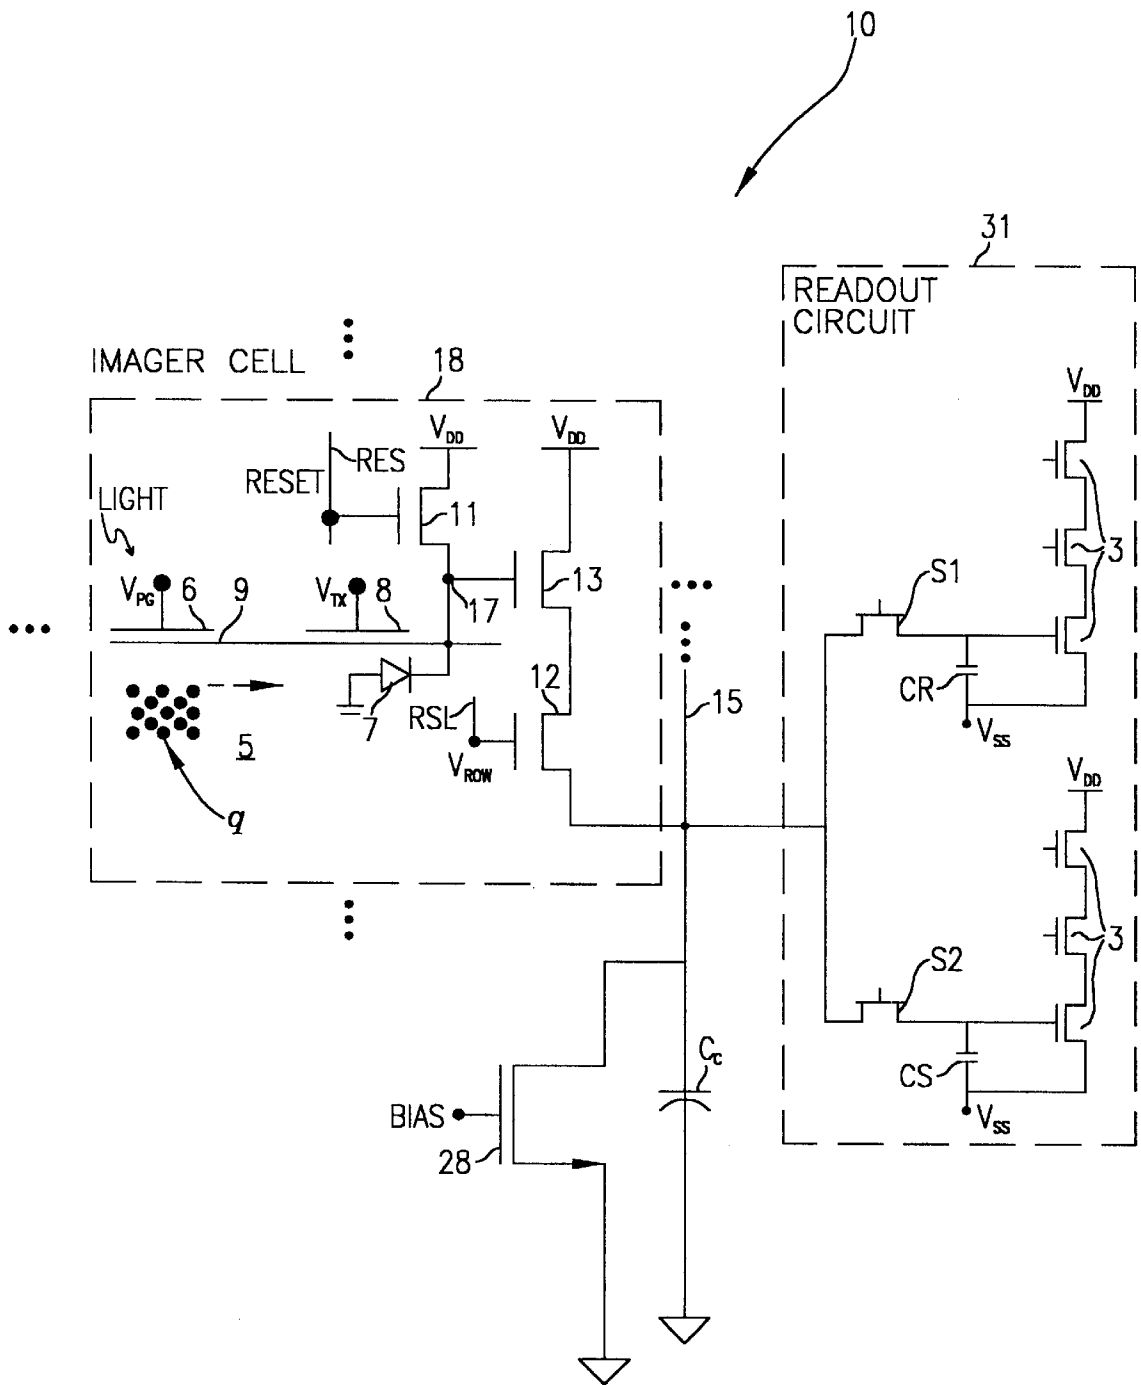 10
31
READOUT
CIRCUIT
IMAGER CELL
18
V_DD
V_DD
V_DD
RES
RESET
LIGHT
11
3
13
S1
V_PG
6
9
V_TX
8
17
CR
12
RSL
15
7
5
V_ROW
V_SS
q
V_DD
3
S2
C_C
CS
BIAS
V_SS
28